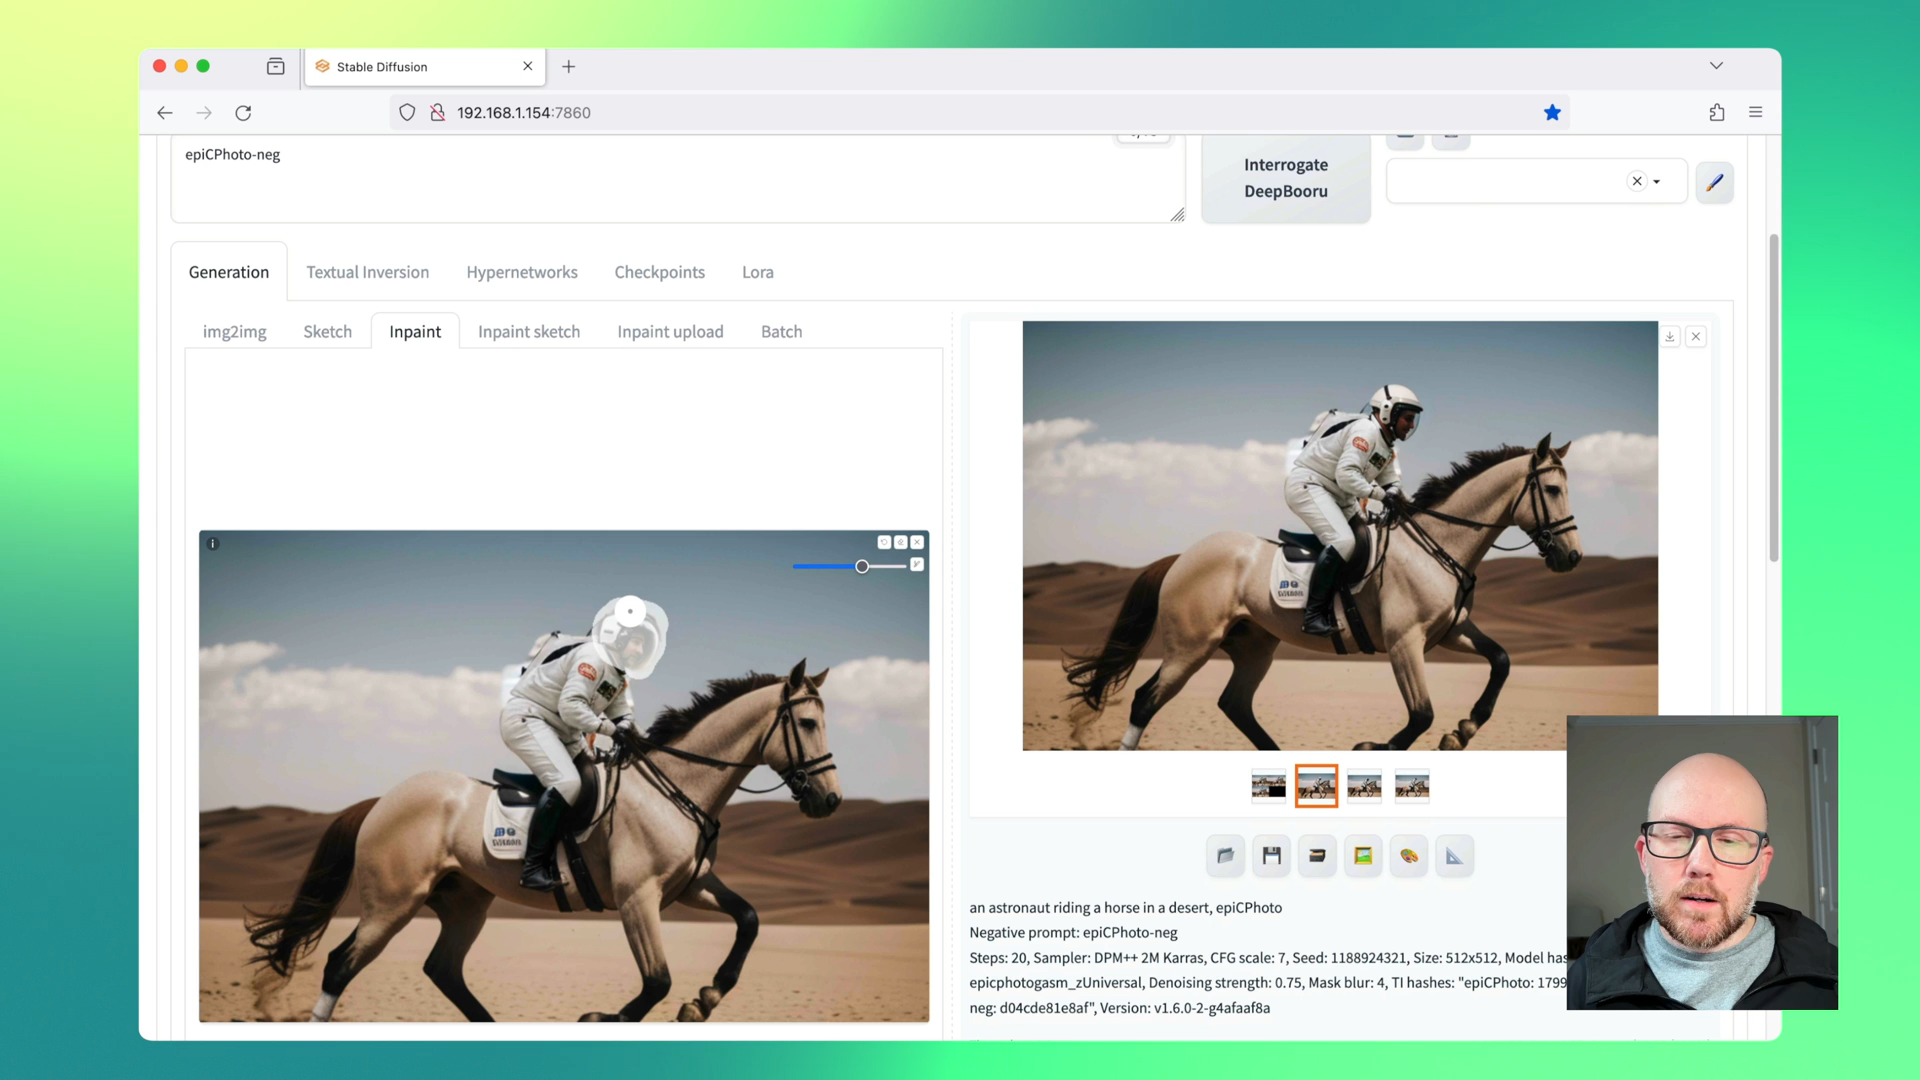 Stable Diffusion
192.168.1.154:7860
epiCPhoto-neg
Interrogate
DeepBooru
Generation Textual Inversion Hypernetworks Checkpoints Lora
img2img Sketch Inpaint Inpaint sketch Inpaint upload Batch
an astronaut riding a horse in a desert, epiCPhoto
Negative prompt: epiCPhoto-neg
Steps: 20, Sampler: DPM++ 2M Karras, CFG scale: 7, Seed: 1188924321, Size: 512x512, Model has
epicphotogasm_zUniversal, Denoising strength: 0.75, Mask blur: 4, TI hashes: "epiCPhoto: 1799
neg: d04cde81e8af", Version: v1.6.0-2-g4afaaf8a